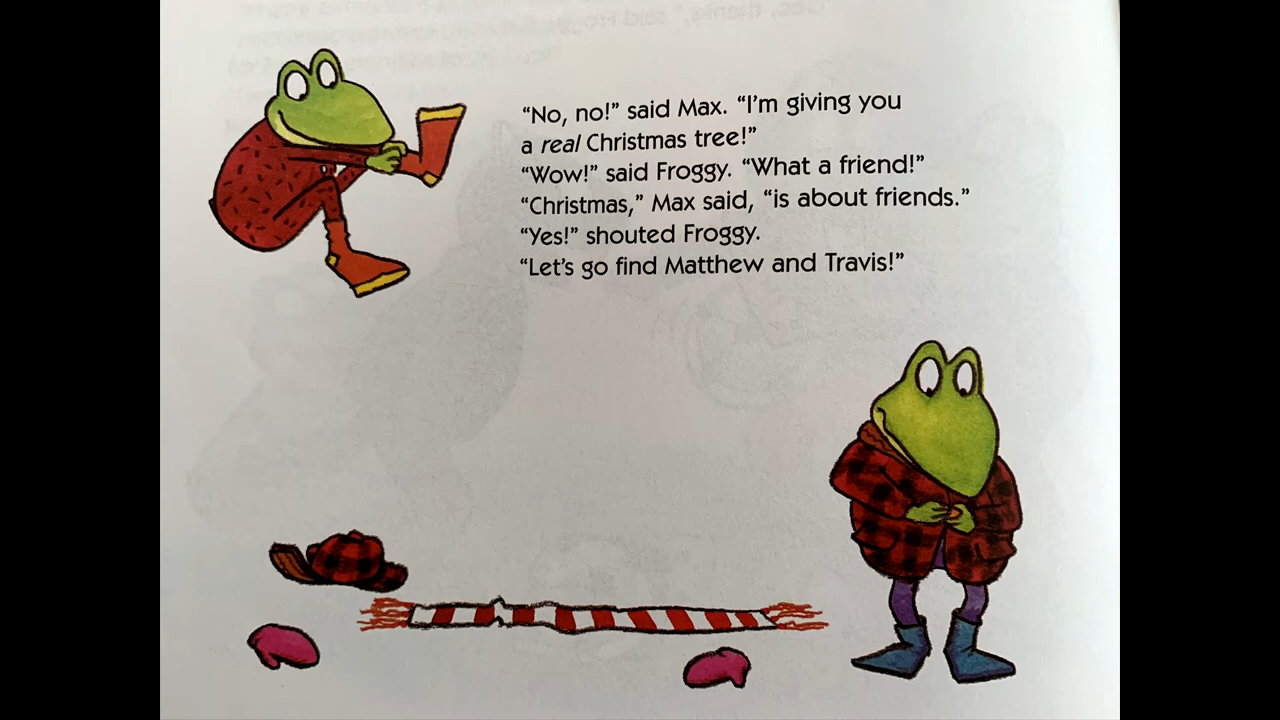 “No, no!” said Max. “I’m giving you
a real Christmas tree!”
“Wow!” said Froggy. “What a friend!”
“Christmas,” Max said, “is about friends.”
“Yes!” shouted Froggy.
“Let’s go find Matthew and Travis!”